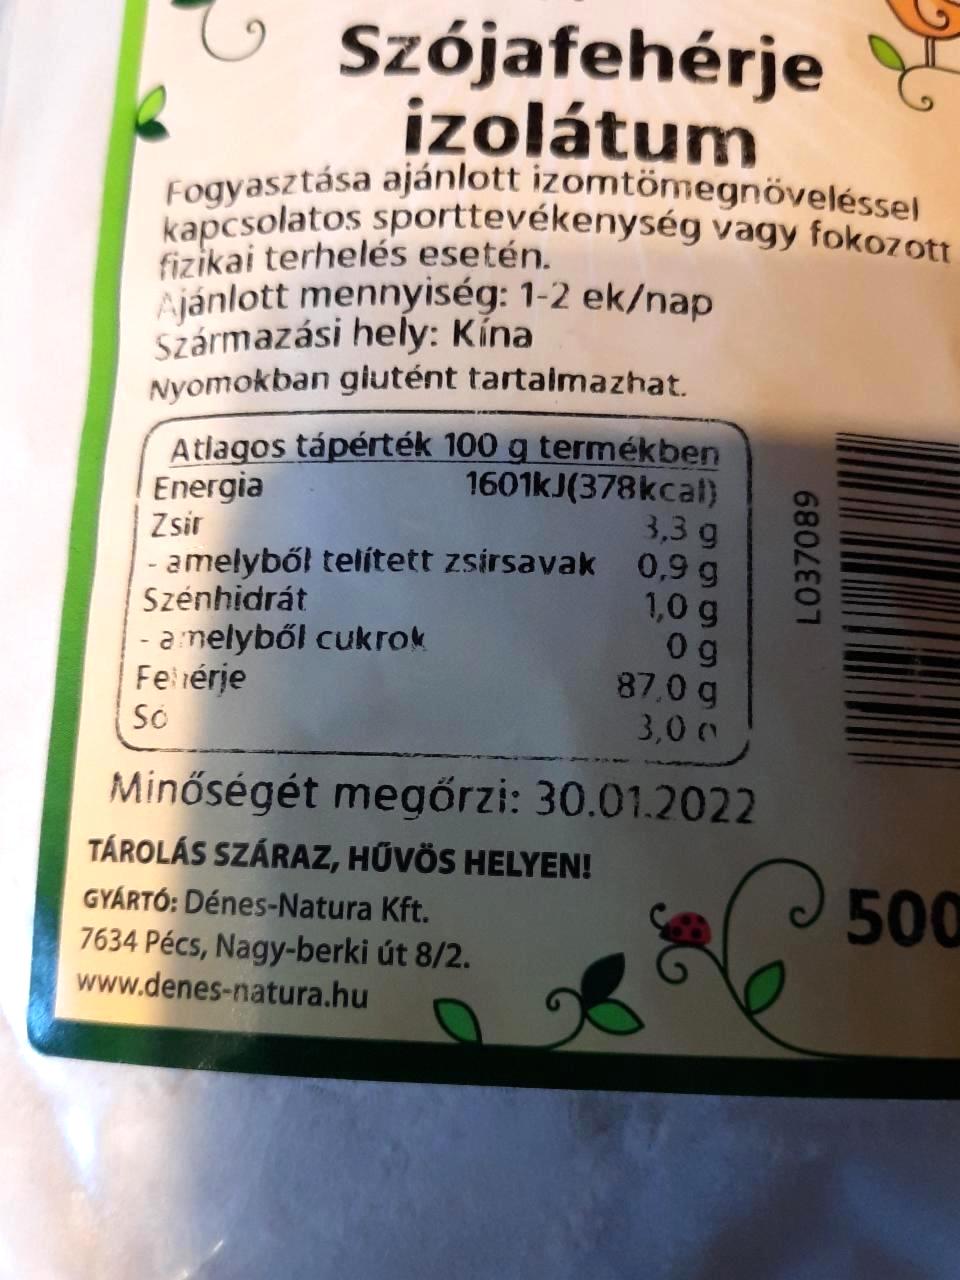 Szójafehérje
izolátum
Fogyasztása ajánlott izomtömegnöveléssel
kapcsolatos sporttevékenység vagy fokozott
fizikai terhelés esetén.
Ajánlott mennyiség: 1-2 ek/nap
Származási hely: Kína
Nyomokban glutént tartalmazhat.
Átlagos tápérték 100 g termékben
Energia 1601kJ(378kcal)
Zsír 3,3 g
- amelyből telített zsírsavak 0,9 g
Szénhidrát 1,0 g
- amelyből cukrok 0 g
Fehérje 87,0 g
Só 3,0 g
L037089
Minőségét megőrzi: 30.01.2022
TÁROLÁS SZÁRAZ, HŰVÖS HELYEN!
GYÁRTÓ: Dénes-Natura Kft.
7634 Pécs, Nagy-berki út 8/2.
www.denes-natura.hu
500